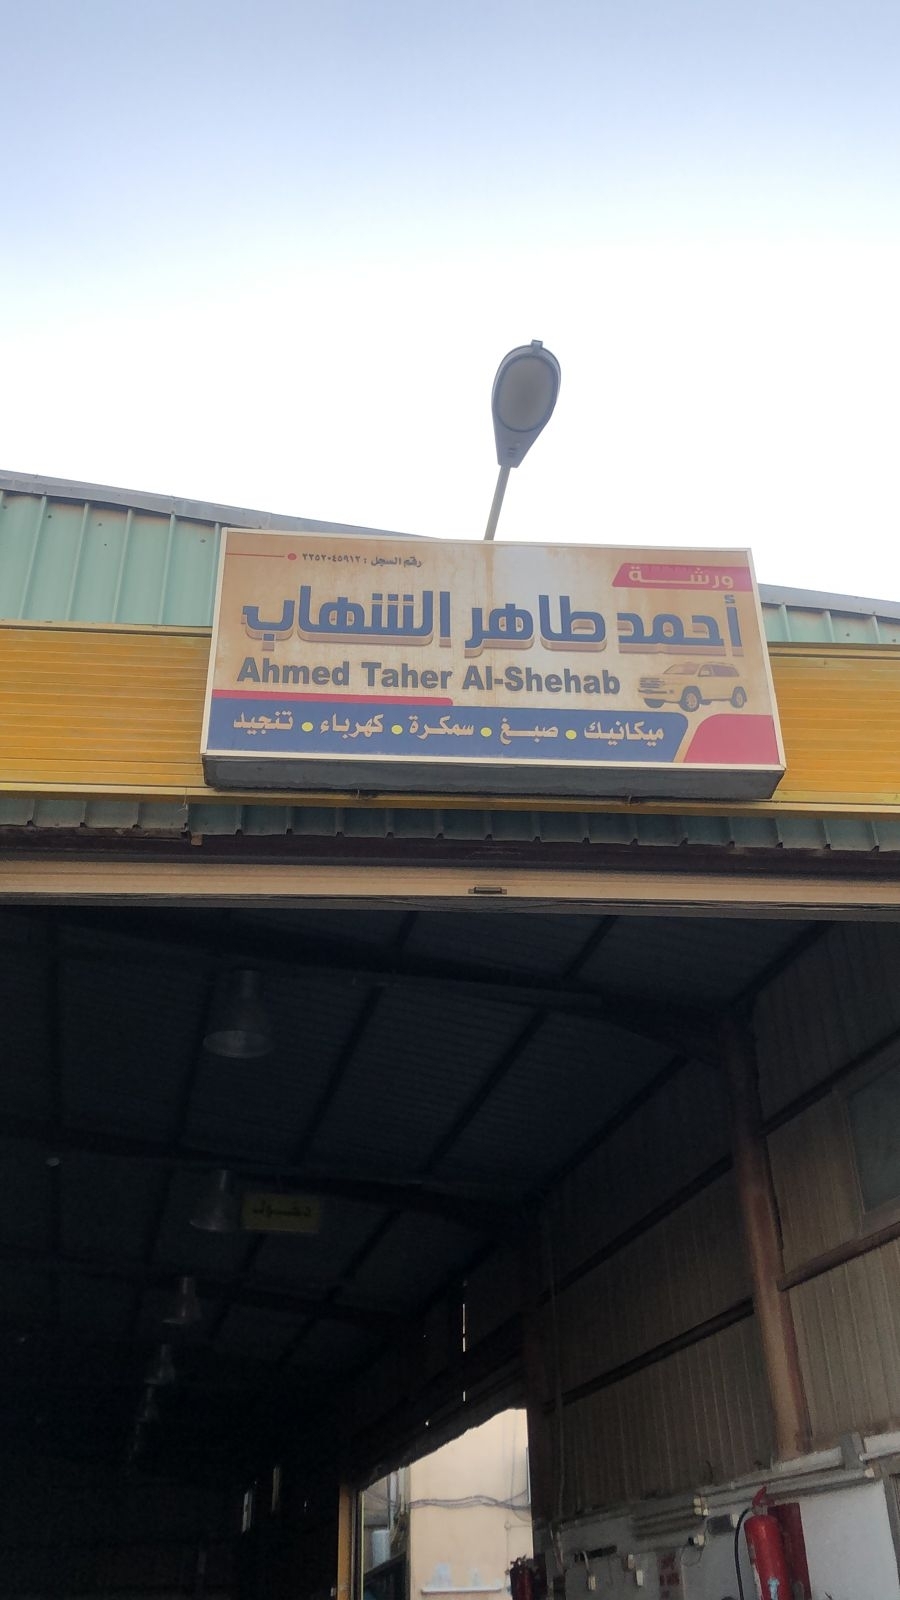 رقم السجل : ٢٢٥٢٠٤٥٩١٢
ورشة
أحمد طاهر الشهاب
Ahmed Taher Al-Shehab
ميكانيك • صبغ • سمكرة • كهرباء • تنجيد